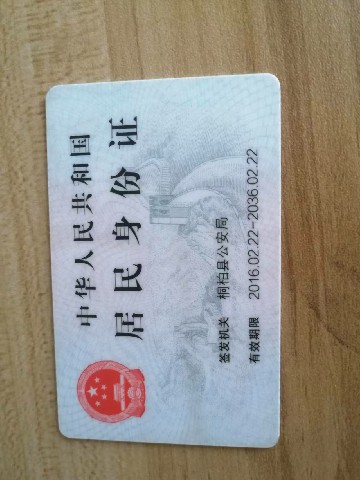 中华人民共和国
居民身份证
签发机关 桐柏县公安局
有效期限 2016.02.22-2036.02.22